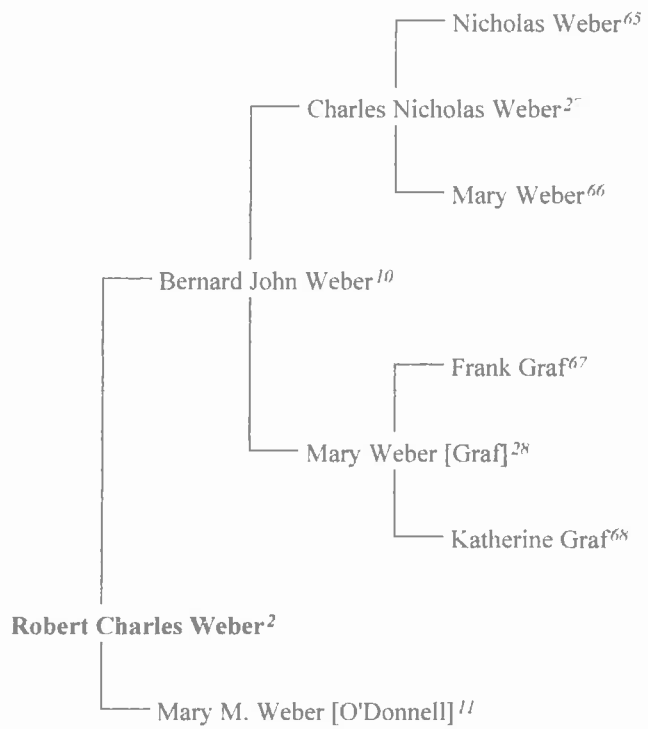 Nicholas Weber65
Charles Nicholas Weber
Mary Weber66
Bernard John Weber10
Frank Graf67
Mary Weber [Graf]28
Katherine Graf68
Robert Charles Weber2
Mary M. Weber [O'Donnell]11